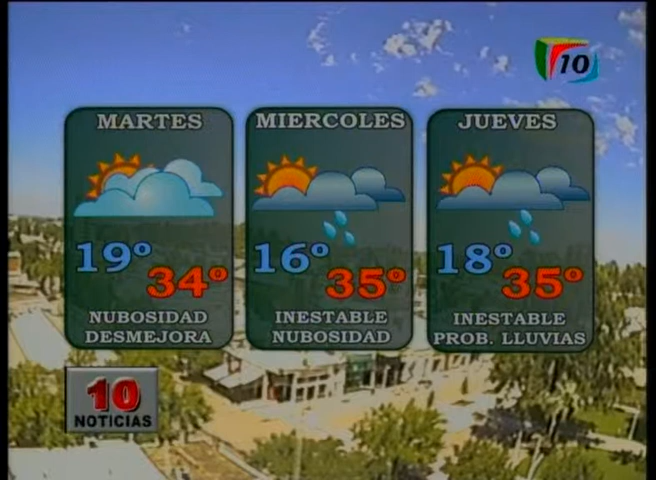 10
MARTES
19º
34º
NUBOSIDAD
DESMEJORA
MIERCOLES
16º
35º
INESTABLE
NUBOSIDAD
JUEVES
18º
35º
INESTABLE
PROB. LLUVIAS
10
NOTICIAS